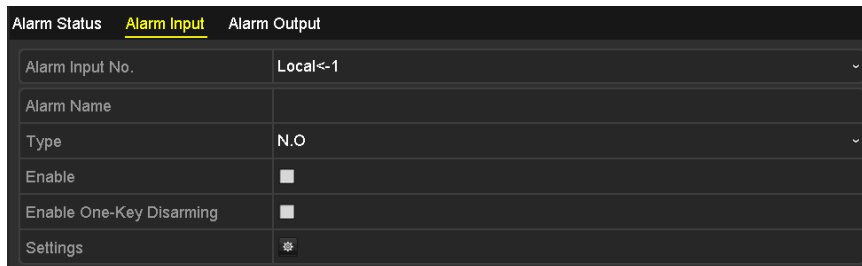 Alarm Status Alarm Input Alarm Output
Alarm Input No. Local<-1
Alarm Name
Type N.O
Enable
Enable One-Key Disarming
Settings